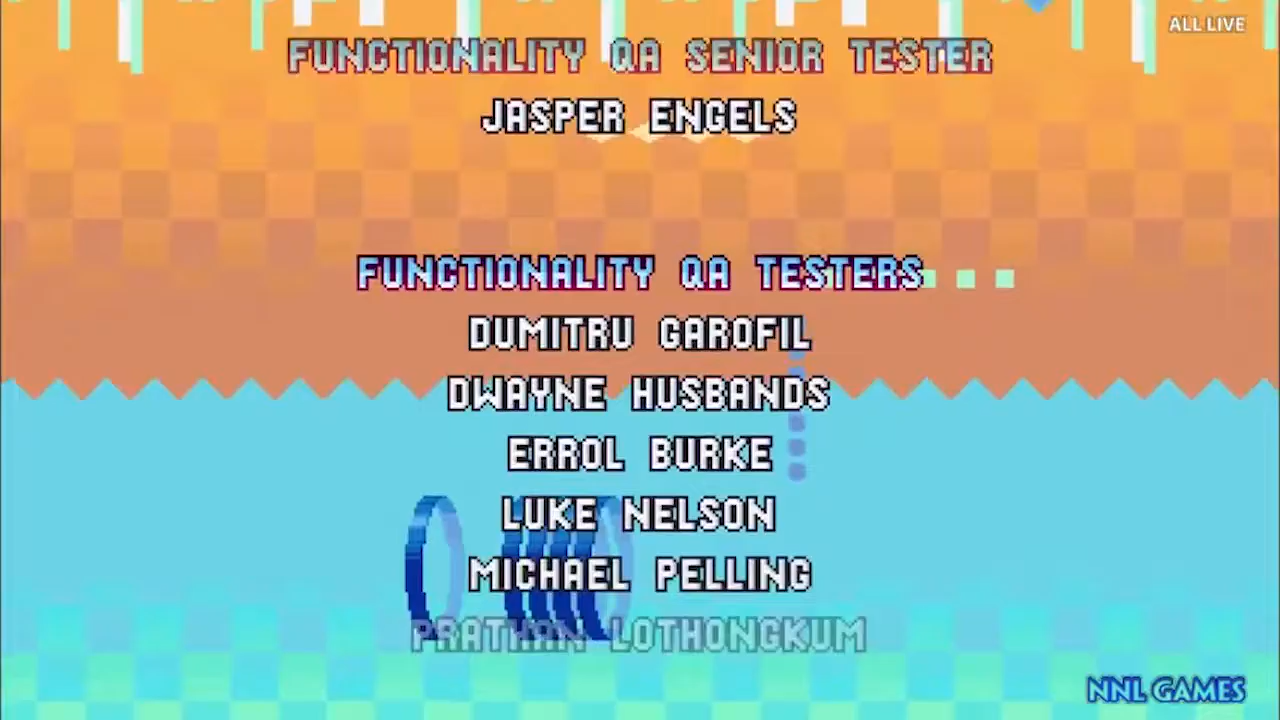 ALL LIVE
FUNCTIONALITY QA SENIOR TESTER
JASPER ENGELS
FUNCTIONALITY QA TESTERS
DUMITRU GAROFIL
DWAYNE HUSBANDS
ERROL BURKE
LUKE NELSON
MICHAEL PELLING
PRATHAN LOTHONGKUM
NNL GAMES